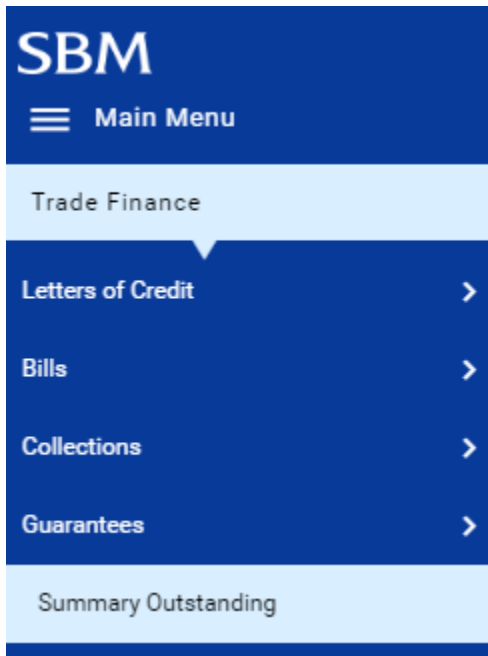 SBM
Main Menu
Trade Finance
Letters of Credit
Bills
Collections
Guarantees
Summary Outstanding